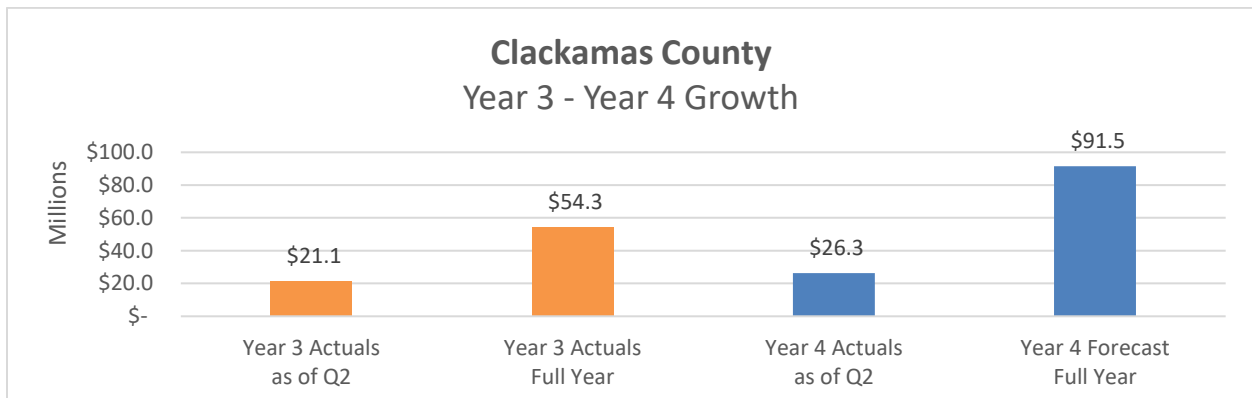 Clackamas County
Year 3 - Year 4 Growth
Millions
$100.0
$80.0
$60.0
$40.0
$20.0
$-
$21.1
$54.3
$26.3
$91.5
Year 3 Actuals
as of Q2
Year 3 Actuals
Full Year
Year 4 Actuals
as of Q2
Year 4 Forecast
Full Year